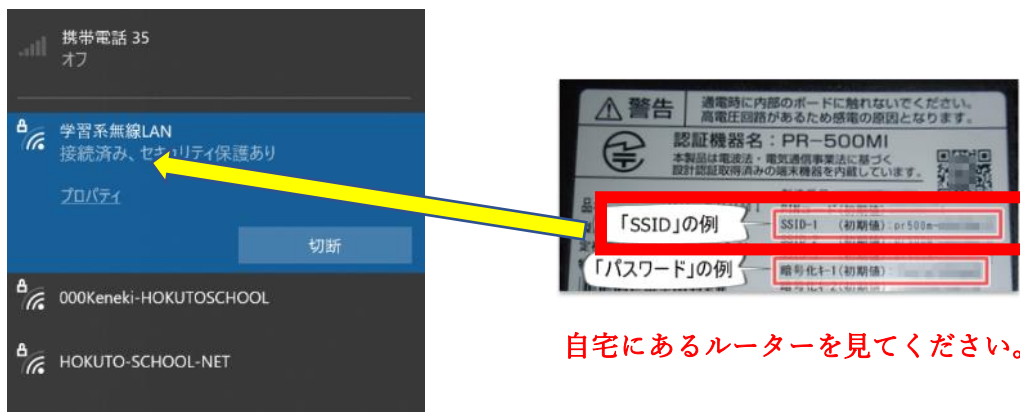 携帯電話 35
オフ
学習系無線LAN
接続済み、セキュリティ保護あり
プロパティ
切断
000Keneki-HOKUTOSCHOOL
HOKUTO-SCHOOL-NET
警告
通電時に内部のボードに触れないでください。
高電圧回路があるため感電の原因となります。
認証機器名：PR-500MI
本製品は電波法・電気通信事業法に基づく
設計認証取得済みの端末機器を内蔵しています。
「SSID」の例
SSID-1 (初期値):pr500m-
「パスワード」の例
暗号化キー1(初期値):
自宅にあるルーターを見てください。